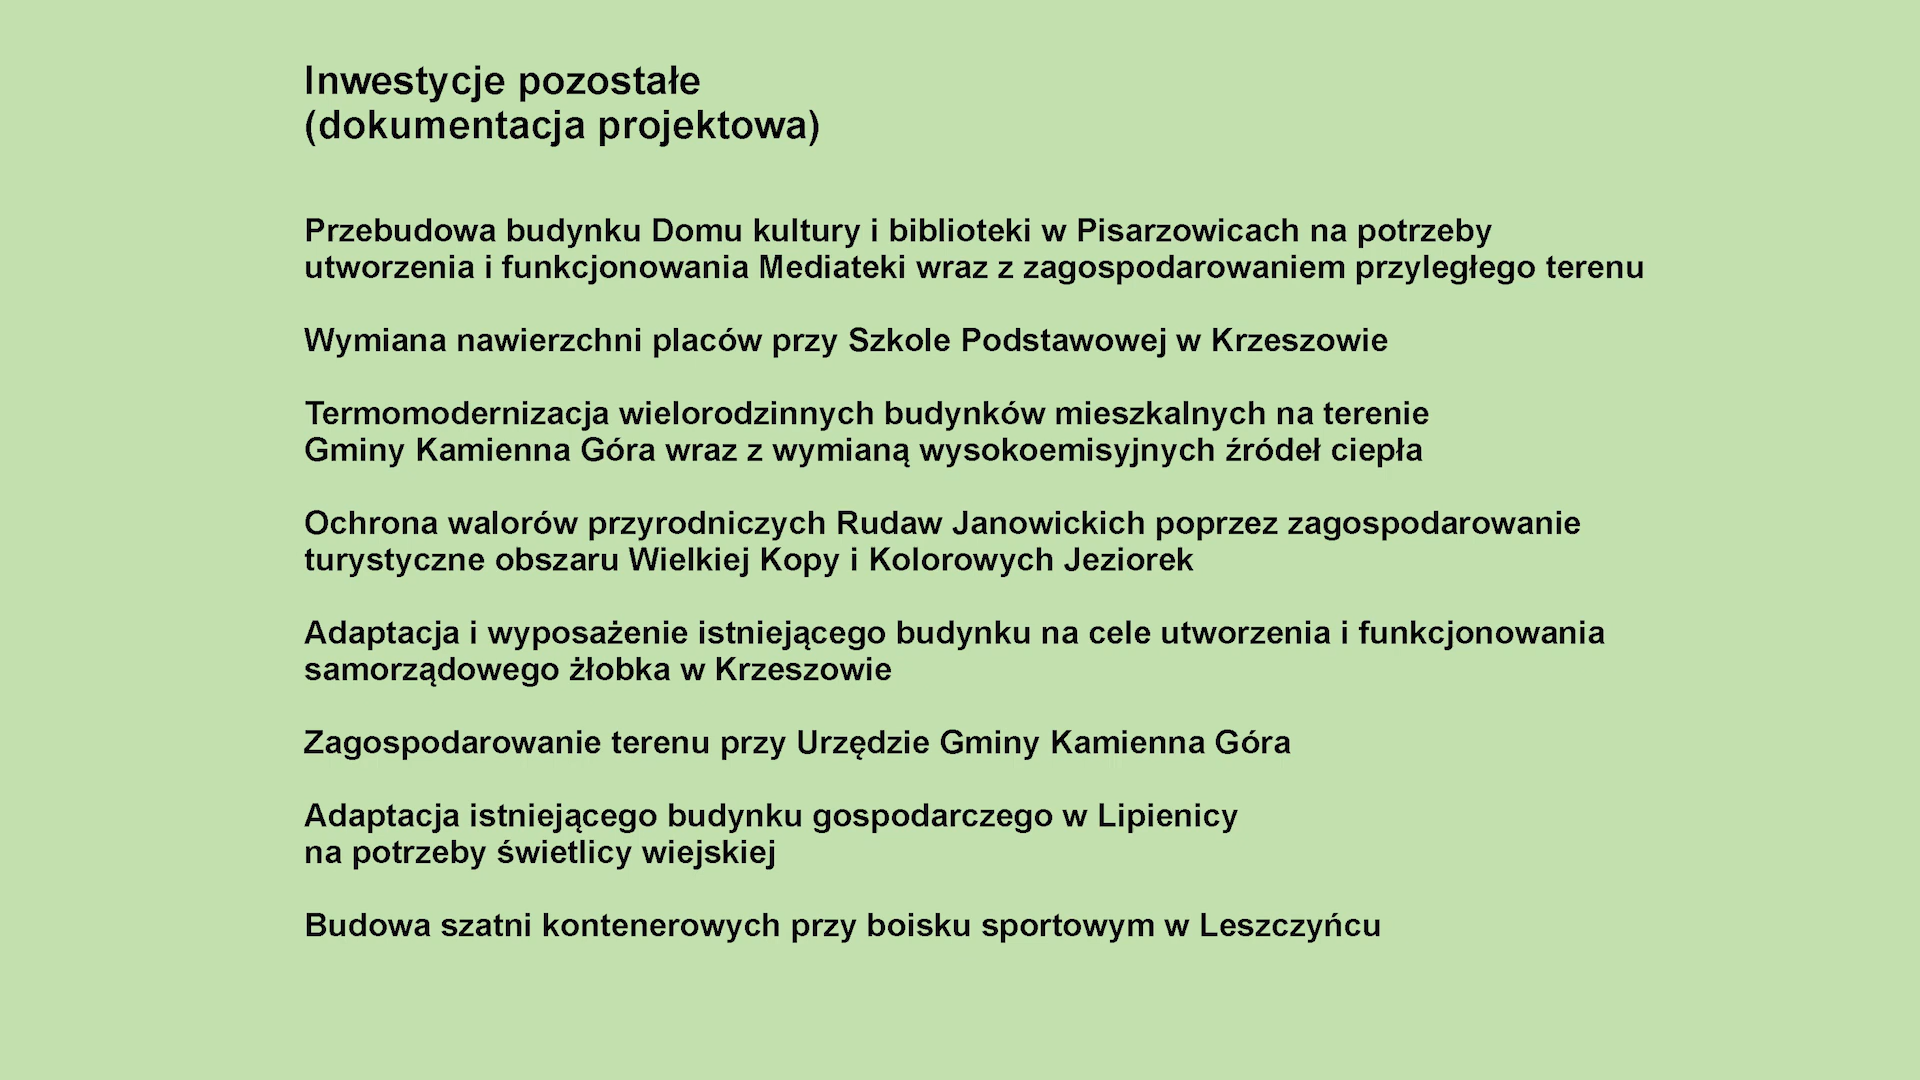 Inwestycje pozostałe
(dokumentacja projektowa)
Przebudowa budynku Domu kultury i biblioteki w Pisarzowicach na potrzeby
utworzenia i funkcjonowania Mediateki wraz z zagospodarowaniem przyległego terenu
Wymiana nawierzchni placów przy Szkole Podstawowej w Krzeszowie
Termomodernizacja wielorodzinnych budynków mieszkalnych na terenie
Gminy Kamienna Góra wraz z wymianą wysokoemisyjnych źródeł ciepła
Ochrona walorów przyrodniczych Rudaw Janowickich poprzez zagospodarowanie
turystyczne obszaru Wielkiej Kopy i Kolorowych Jeziorek
Adaptacja i wyposażenie istniejącego budynku na cele utworzenia i funkcjonowania
samorządowego żłobka w Krzeszowie
Zagospodarowanie terenu przy Urzędzie Gminy Kamienna Góra
Adaptacja istniejącego budynku gospodarczego w Lipienicy
na potrzeby świetlicy wiejskiej
Budowa szatni kontenerowych przy boisku sportowym w Leszczyńcu